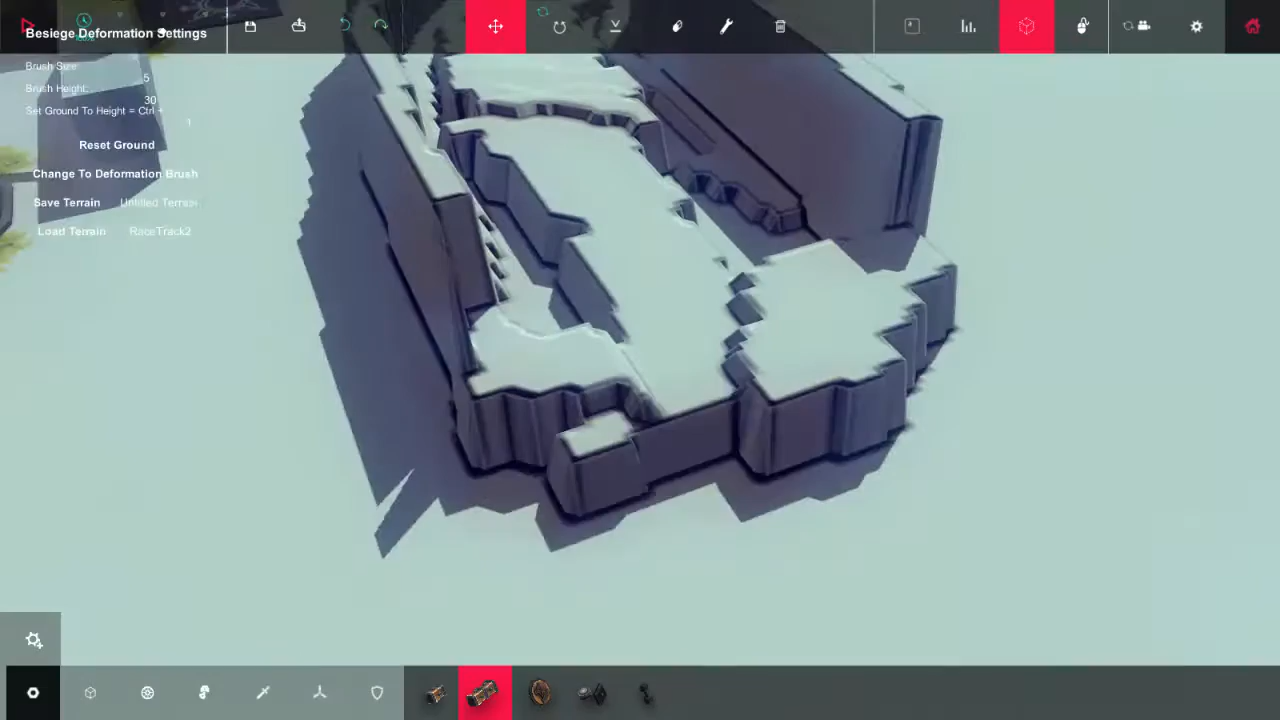 Besiege Deformation Settings
Brush Size:
5
Brush Height:
30
Set Ground To Height = Ctrl +
1
Reset Ground
Change To Deformation Brush
Save Terrain Untitled Terrain
Load Terrain RaceTrack2